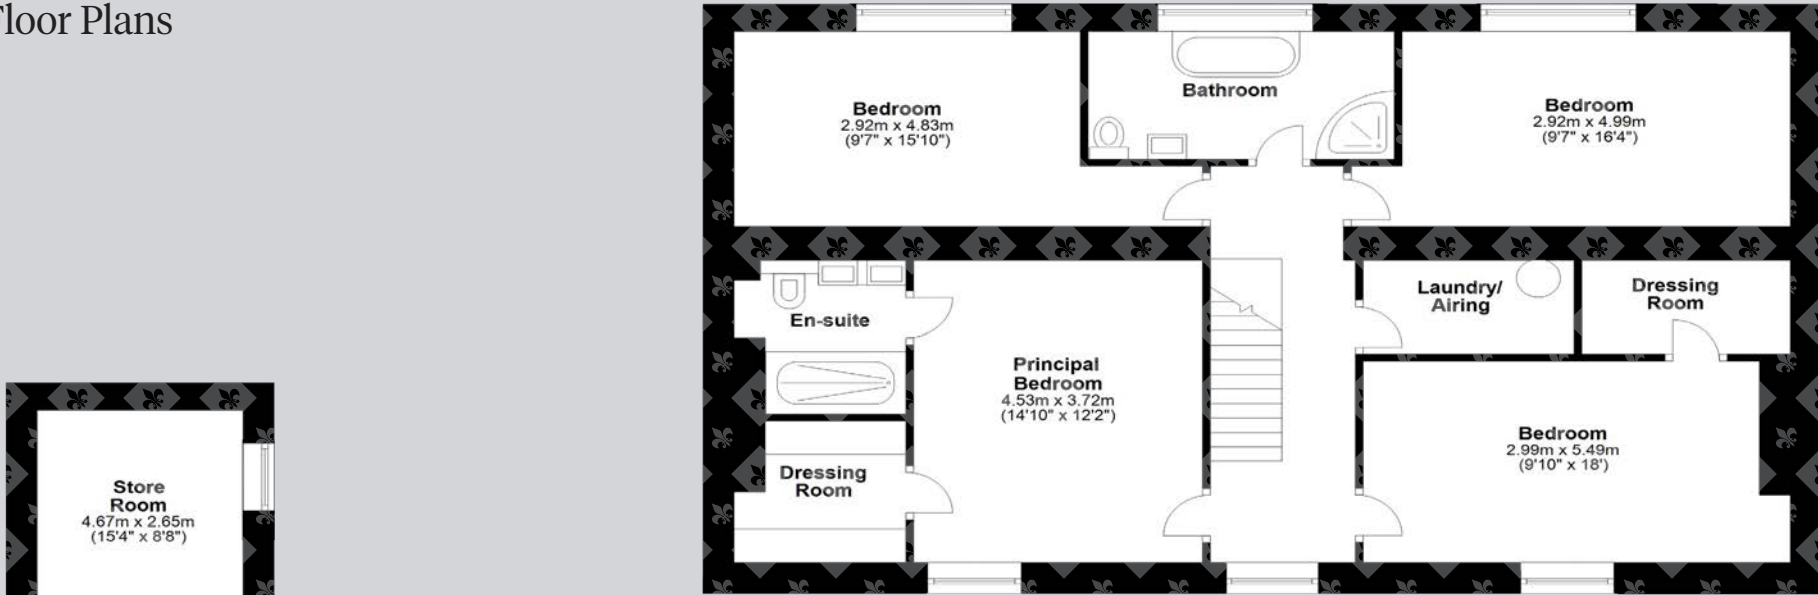 Floor Plans
Bedroom
2.92m x 4.83m
(9'7" x 15'10")
Bathroom
Bedroom
2.92m x 4.99m
(9'7" x 16'4")
En-suite
Principal
Bedroom
4.53m x 3.72m
(14'10" x 12'2")
Laundry/
Airing
Dressing
Room
Dressing
Room
Bedroom
2.99m x 5.49m
(9'10" x 18')
Store
Room
4.67m x 2.65m
(15'4" x 8'8")